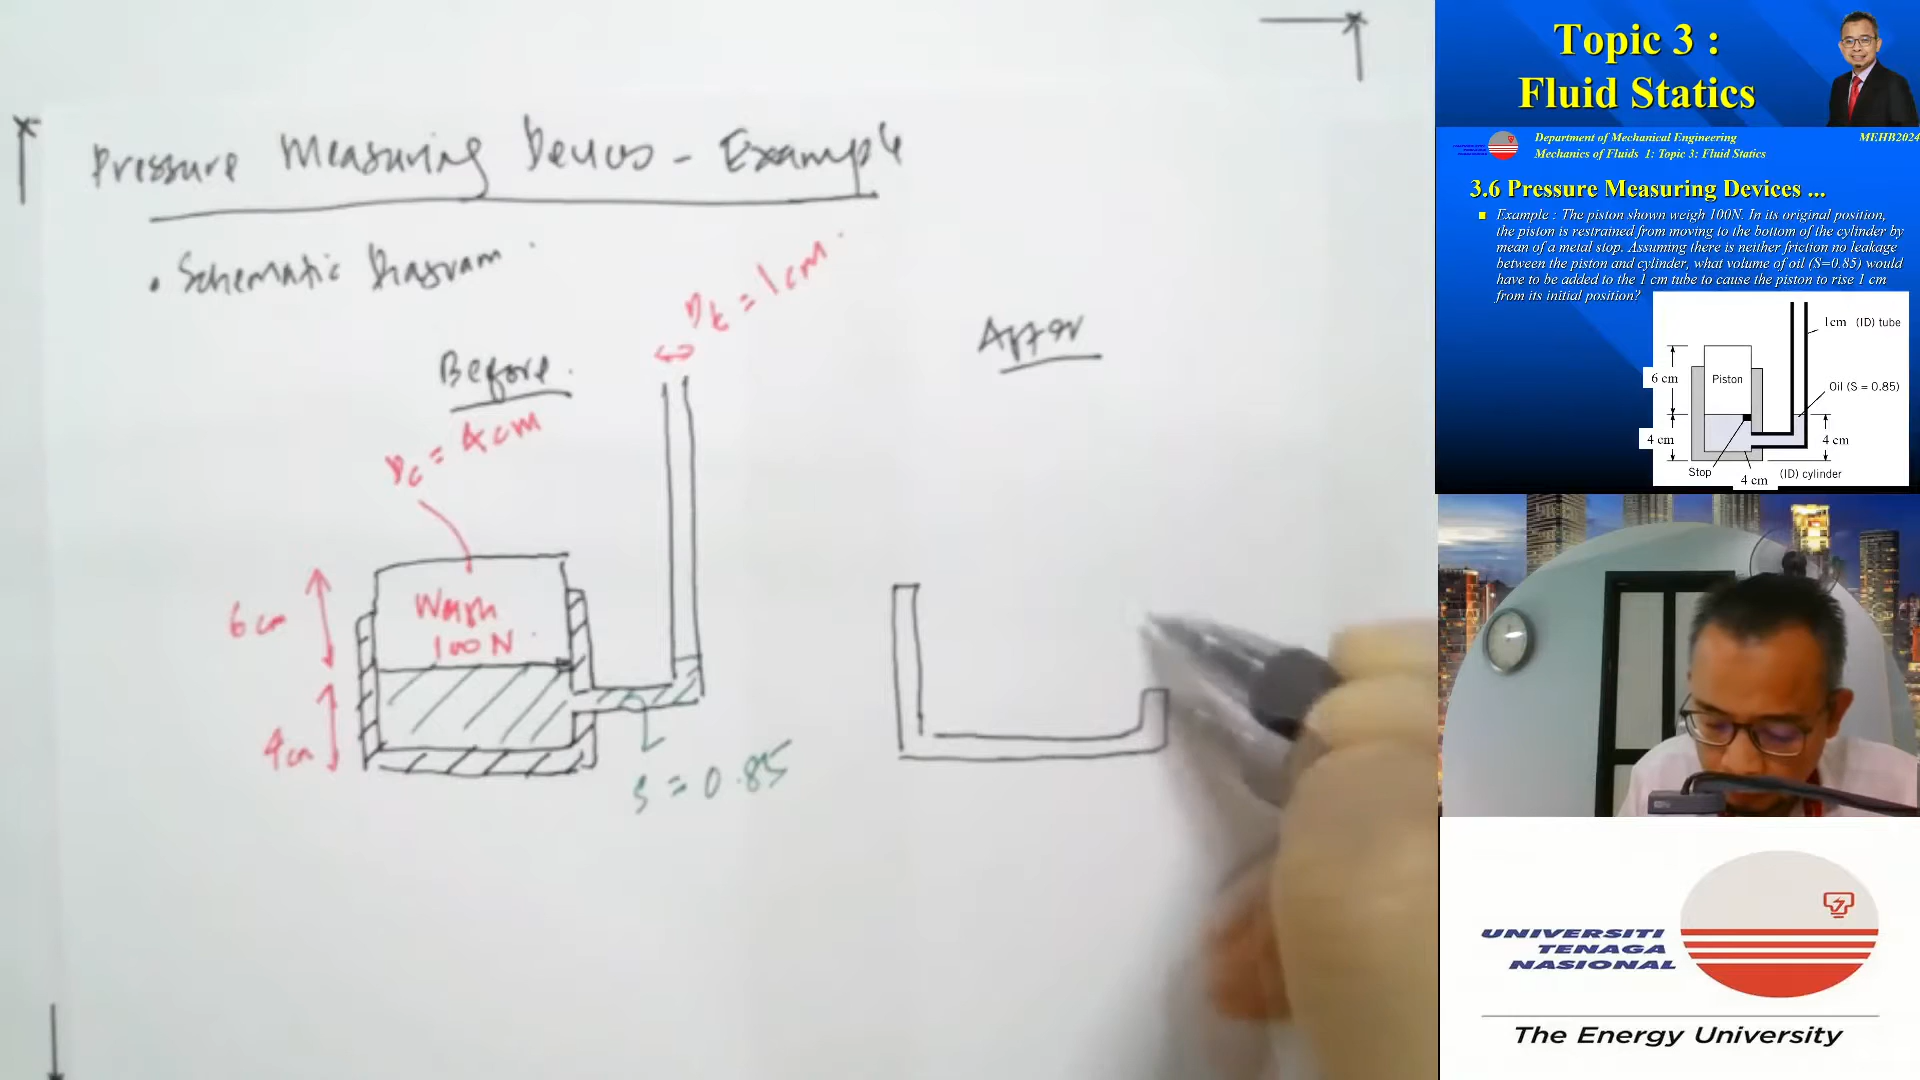 Pressure Measuring Devices - Example
• Schematic Diagram
Dt = 1cm
Before
After
Dc = 4cm
6 cm
100 N
4cm
S = 0.85
Topic 3 :
Fluid Statics
Department of Mechanical Engineering
MEHB2024
Mechanics of Fluids 1: Topic 3: Fluid Statics
3.6 Pressure Measuring Devices ...
Example : The piston shown weigh 100N. In its original position,
the piston is restrained from moving to the bottom of the cylinder by
mean of a metal stop. Assuming there is neither friction no leakage
between the piston and cylinder, what volume of oil (S=0.85) would
have to be added to the 1 cm tube to cause the piston to rise 1 cm
from its initial position?
1cm (ID) tube
6 cm
Piston
Oil (S = 0.85)
4 cm
4 cm
Stop
4 cm
(ID) cylinder
UNIVERSITI
TENAGA
NASIONAL
The Energy University